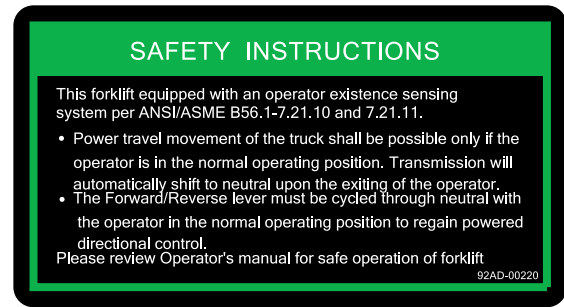 SAFETY INSTRUCTIONS
This forklift equipped with an operator existence sensing
system per ANSI/ASME B56.1-7.21.10 and 7.21.11.
• Power travel movement of the truck shall be possible only if the
operator is in the normal operating position. Transmission will
automatically shift to neutral upon the exiting of the operator.
• The Forward/Reverse lever must be cycled through neutral with
the operator in the normal operating position to regain powered
directional control.
Please review Operator's manual for safe operation of forklift
92AD-00220